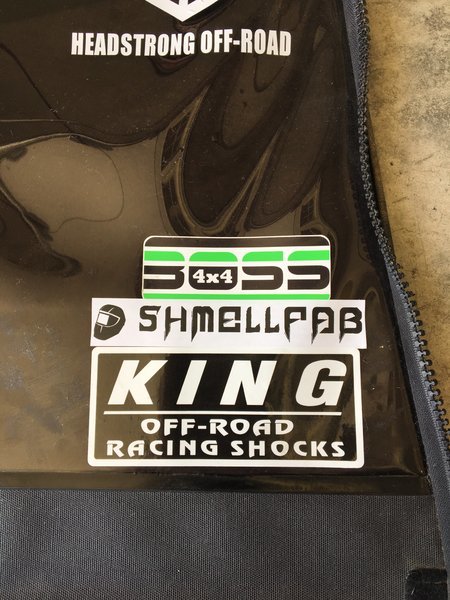 HEADSTRONG OFF-ROAD
BOSS
4x4
SHMELLFAB
KING
OFF-ROAD
RACING SHOCKS